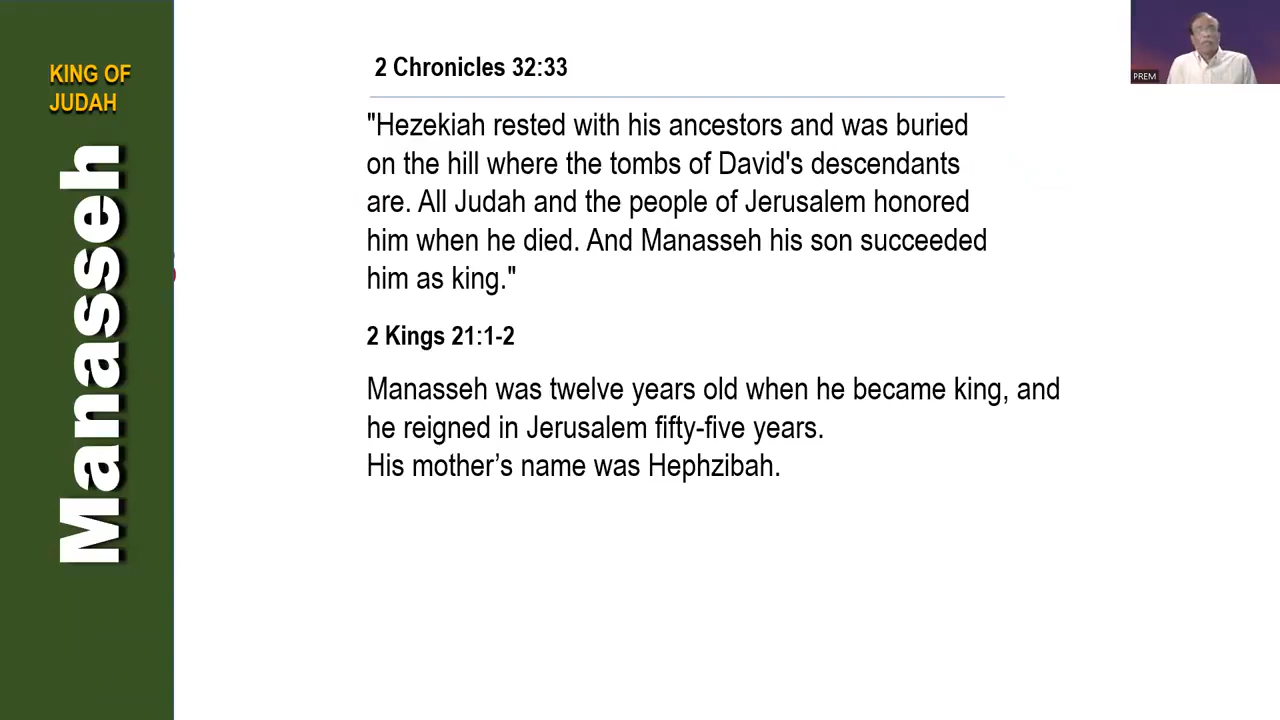 KING OF
JUDAH
Manasseh
2 Chronicles 32:33
"Hezekiah rested with his ancestors and was buried
on the hill where the tombs of David's descendants
are. All Judah and the people of Jerusalem honored
him when he died. And Manasseh his son succeeded
him as king."
2 Kings 21:1-2
Manasseh was twelve years old when he became king, and
he reigned in Jerusalem fifty-five years.
His mother’s name was Hephzibah.
PREM